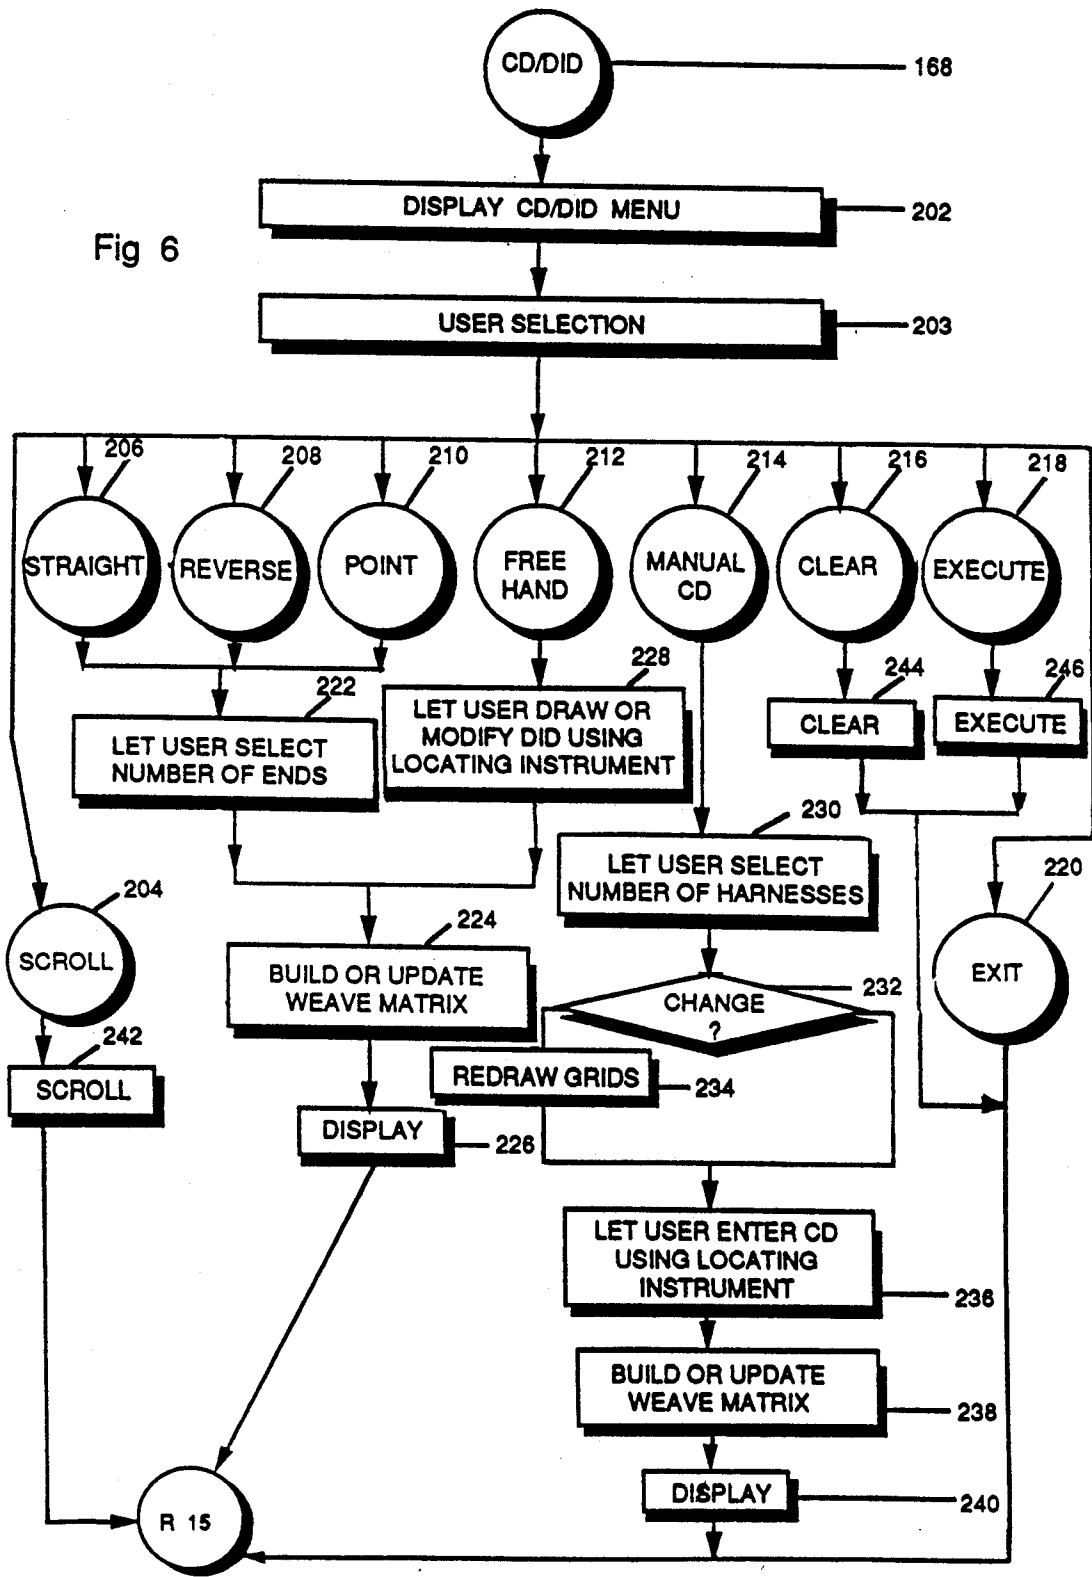 CD/DID
168
DISPLAY CD/DID MENU
202
Fig 6
USER SELECTION
203
206
208
210
212
214
216
218
STRAIGHT
REVERSE
POINT
FREE
HAND
MANUAL
CD
CLEAR
EXECUTE
222
LET USER SELECT
NUMBER OF ENDS
228
LET USER DRAW OR
MODIFY DID USING
LOCATING INSTRUMENT
244
CLEAR
246
EXECUTE
230
LET USER SELECT
NUMBER OF HARNESSES
204
SCROLL
220
EXIT
224
BUILD OR UPDATE
WEAVE MATRIX
232
CHANGE
?
242
SCROLL
REDRAW GRIDS
234
DISPLAY
226
LET USER ENTER CD
USING LOCATING
INSTRUMENT
236
BUILD OR UPDATE
WEAVE MATRIX
238
DISPLAY
240
R 15